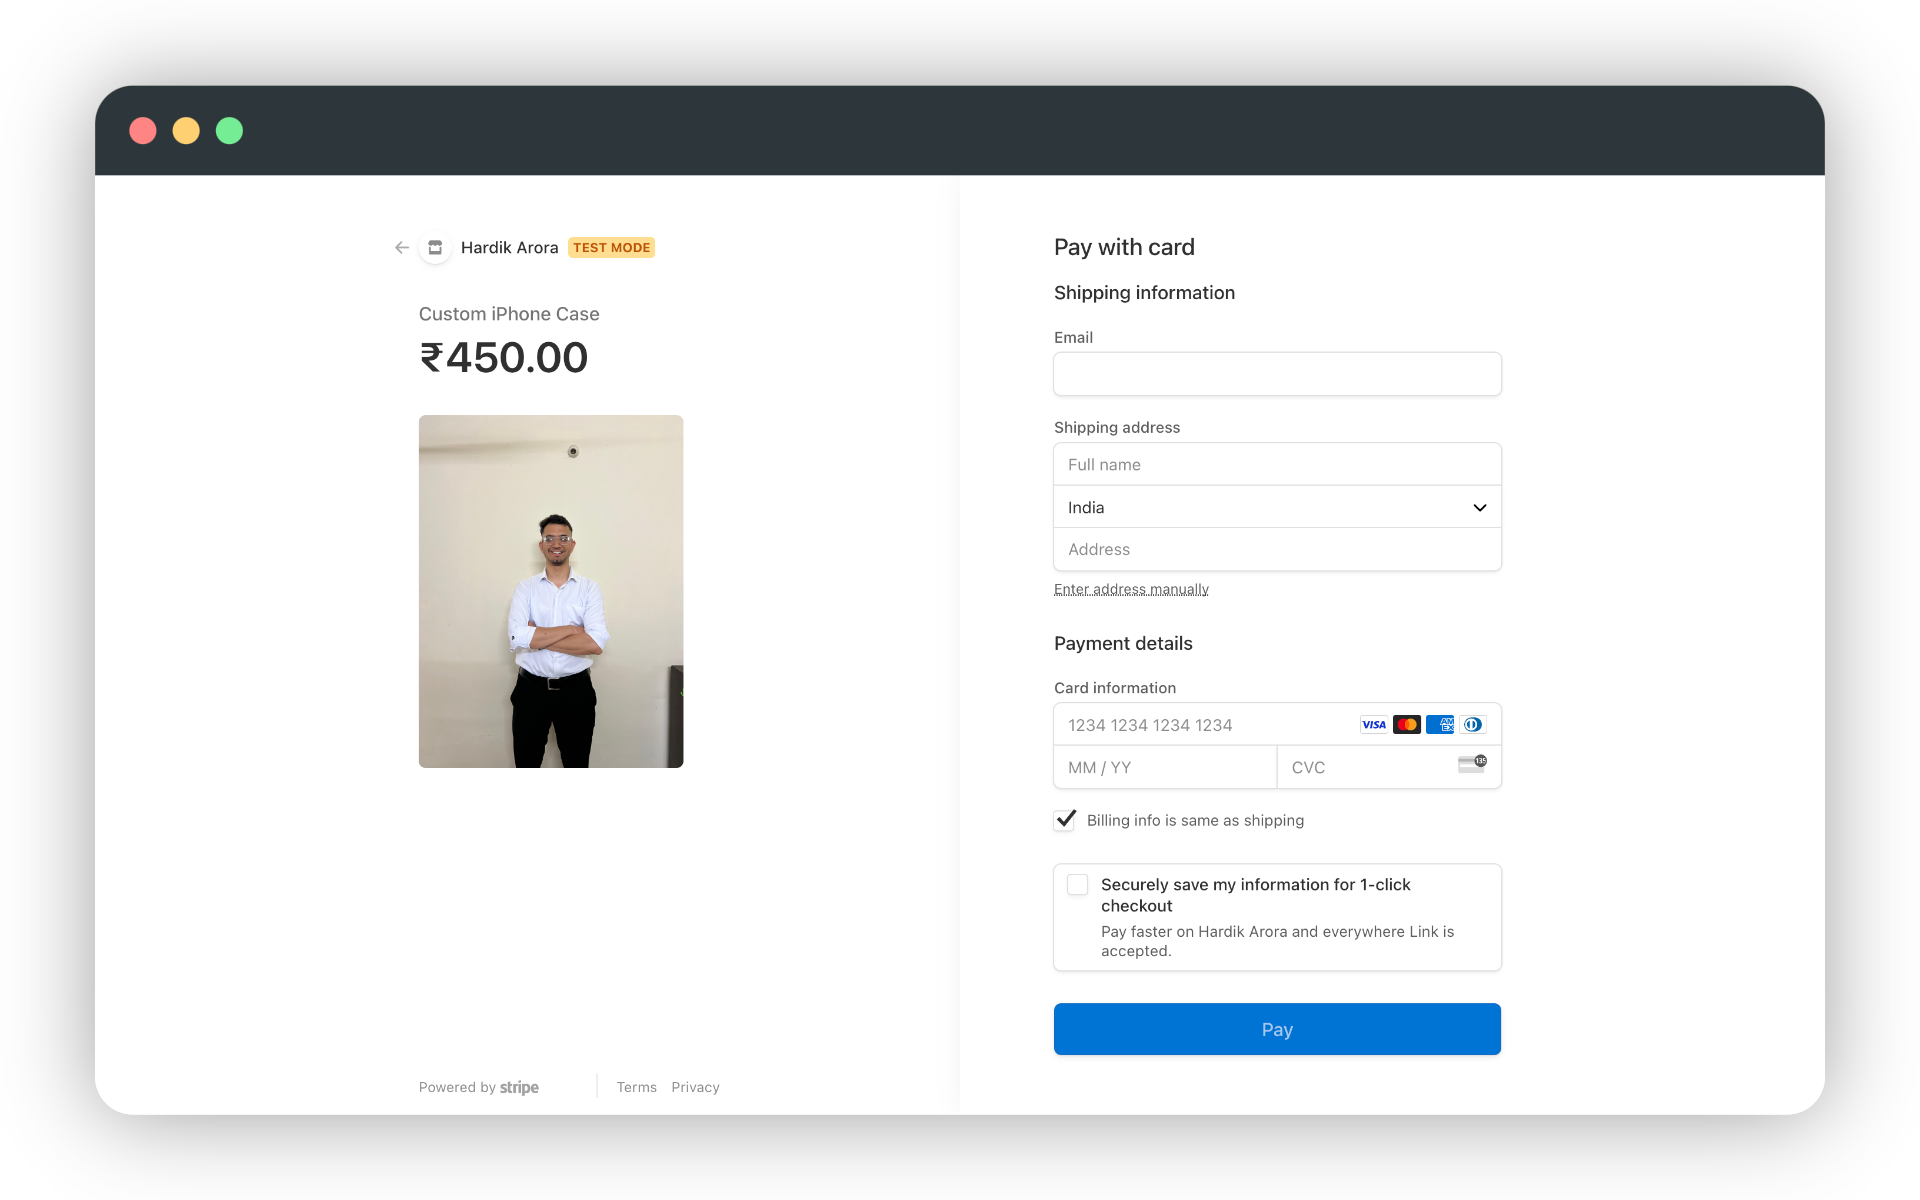 Hardik Arora TEST MODE
Custom iPhone Case
₹450.00
Powered by stripe
Terms Privacy
Pay with card
Shipping information
Email
Shipping address
Full name
India
Address
Enter address manually
Payment details
Card information
1234 1234 1234 1234 VISA AM EX
MM / YY
CVC 135
Billing info is same as shipping
Securely save my information for 1-click
checkout
Pay faster on Hardik Arora and everywhere Link is
accepted.
Pay